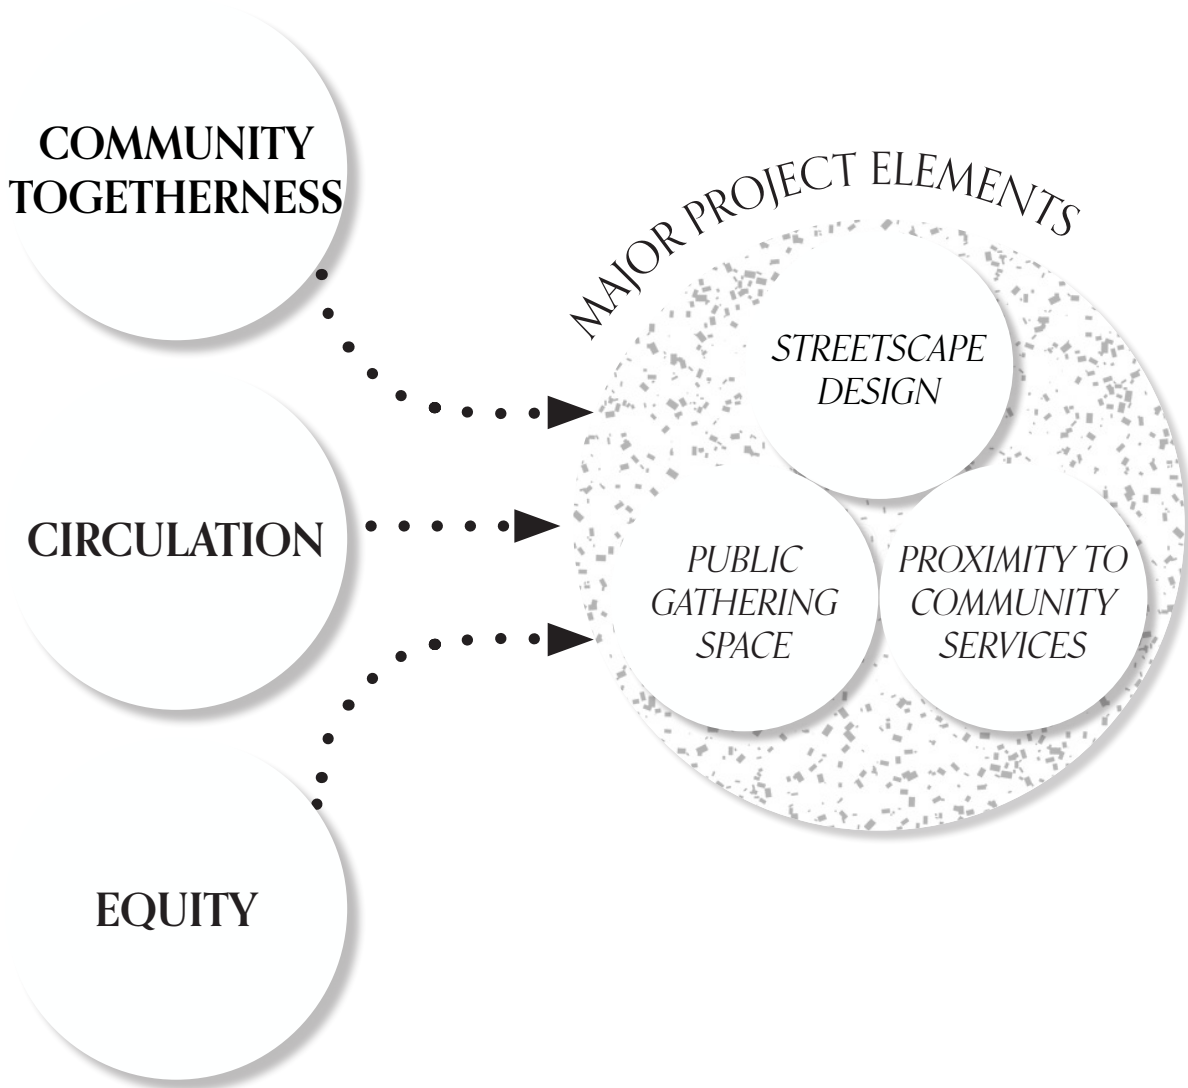 COMMUNITY
TOGETHERNESS
CIRCULATION
EQUITY
MAJOR PROJECT ELEMENTS
STREETSCAPE
DESIGN
PUBLIC
GATHERING
SPACE
PROXIMITY TO
COMMUNITY
SERVICES